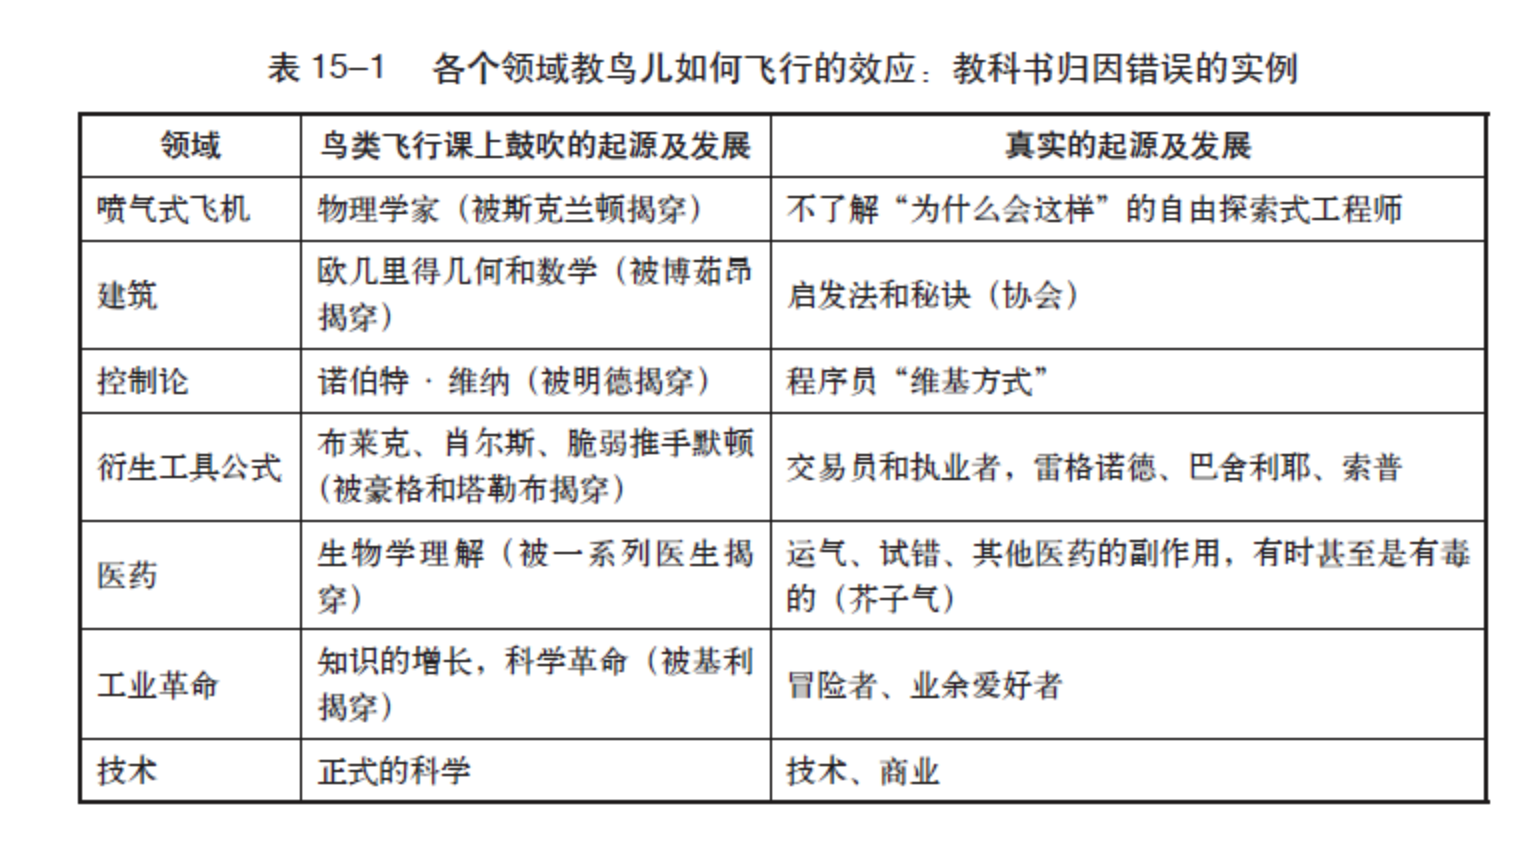 表 15–1 各个领域教鸟儿如何飞行的效应：教科书归因错误的实例
领域 鸟类飞行课上鼓吹的起源及发展 真实的起源及发展
喷气式飞机 物理学家（被斯克兰顿揭穿） 不了解“为什么会这样”的自由探索式工程师
建筑
欧几里得几何和数学（被博茹昂
揭穿）
启发法和秘诀（协会）
控制论 诺伯特·维纳（被明德揭穿） 程序员“维基方式”
衍生工具公式
布莱克、肖尔斯、脆弱推手默顿
（被豪格和塔勒布揭穿）
交易员和执业者，雷格诺德、巴舍利耶、索普
医药
生物学理解（被一系列医生揭
穿）
运气、试错、其他医药的副作用，有时甚至是有毒
的（芥子气）
工业革命
知识的增长，科学革命（被基利
揭穿）
冒险者、业余爱好者
技术 正式的科学 技术、商业